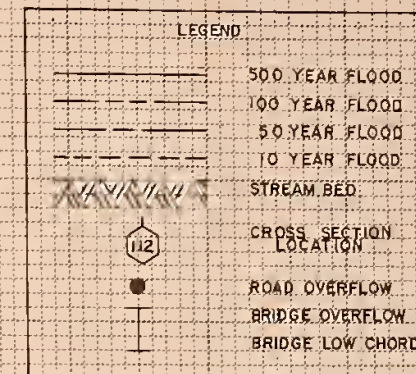 LEGEND
500 YEAR FLOOD
100 YEAR FLOOD
50 YEAR FLOOD
10 YEAR FLOOD
STREAM BED
112
CROSS SECTION
LOCATION
ROAD OVERFLOW
BRIDGE OVERFLOW
BRIDGE LOW CHORD